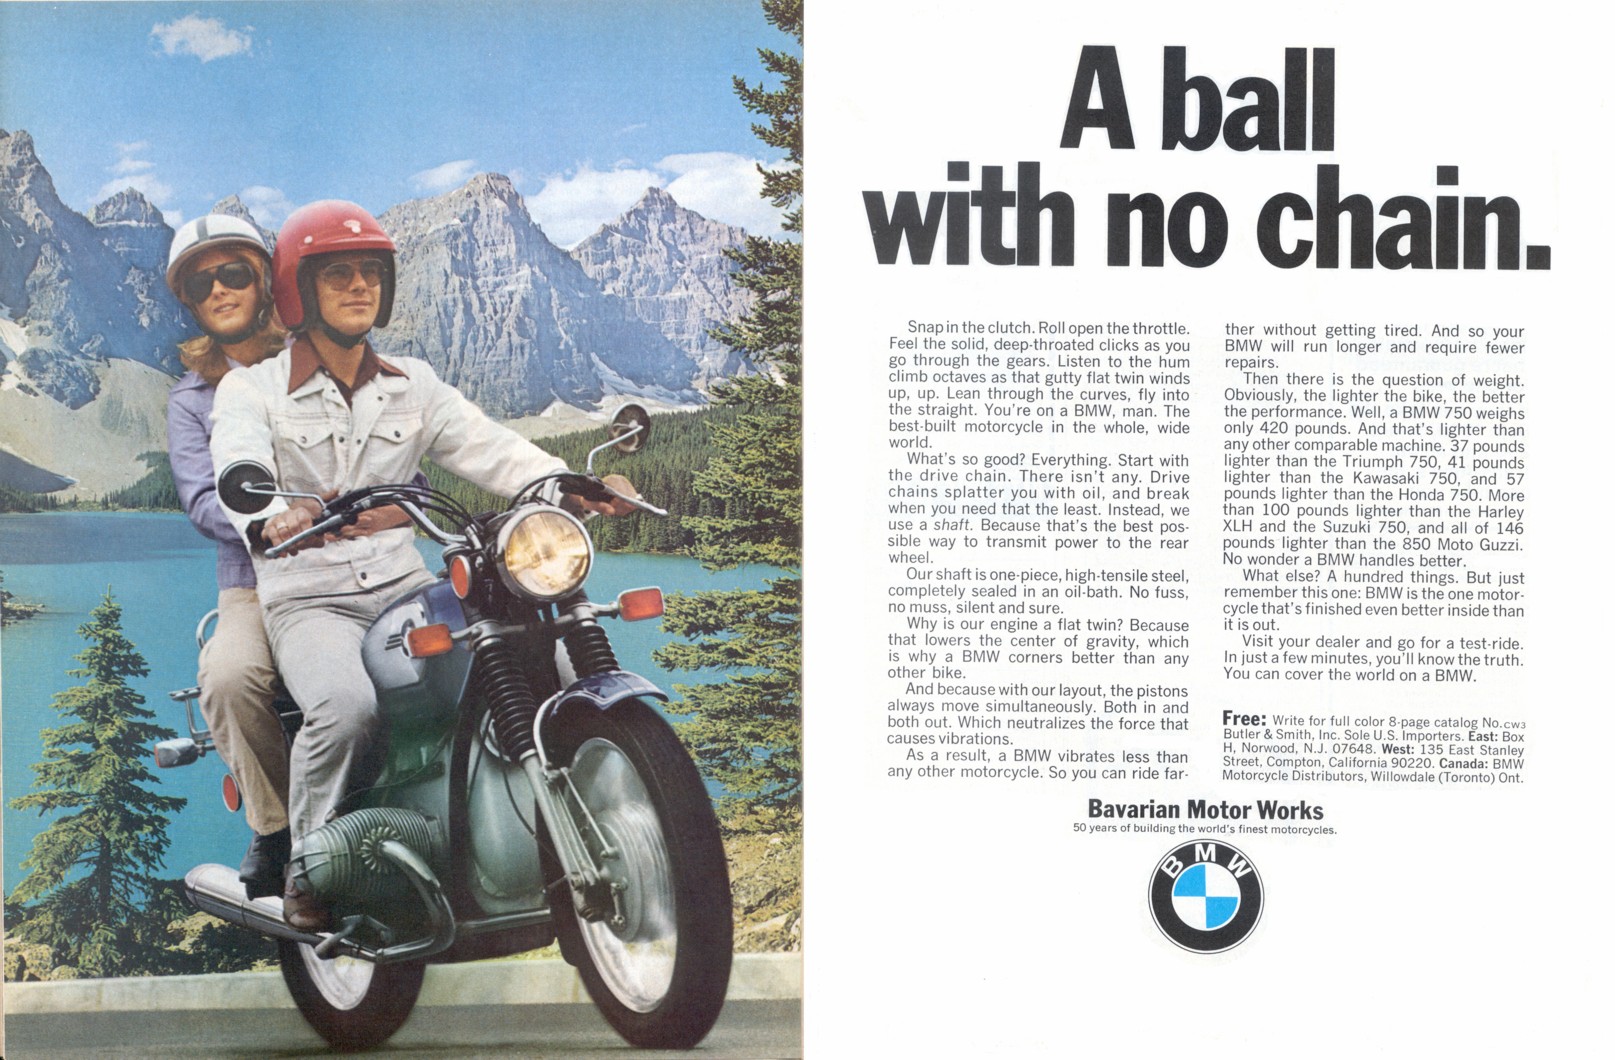 A ball
with no chain.
Snap in the clutch. Roll open the throttle.
Feel the solid, deep-throated clicks as you
go through the gears. Listen to the hum
climb octaves as that gutty flat twin winds
up, up. Lean through the curves, fly into
the straight. You're on a BMW, man. The
best-built motorcycle in the whole, wide
world.
What's so good? Everything. Start with
the drive chain. There isn't any. Drive
chains splatter you with oil, and break
when you need that the least. Instead, we
use a shaft. Because that's the best pos-
sible way to transmit power to the rear
wheel.
Our shaft is one-piece, high-tensile steel,
completely sealed in an oil-bath. No fuss,
no muss, silent and sure.
Why is our engine a flat twin? Because
that lowers the center of gravity, which
is why a BMW corners better than any
other bike.
And because with our layout, the pistons
always move simultaneously. Both in and
both out. Which neutralizes the force that
causes vibrations.
As a result, a BMW vibrates less than
any other motorcycle. So you can ride far-
ther without getting tired. And so your
BMW will run longer and require fewer
repairs.
Then there is the question of weight.
Obviously, the lighter the bike, the better
the performance. Well, a BMW 750 weighs
only 420 pounds. And that's lighter than
any other comparable machine. 37 pounds
lighter than the Triumph 750, 41 pounds
lighter than the Kawasaki 750, and 57
pounds lighter than the Honda 750. More
than 100 pounds lighter than the Harley
XLH and the Suzuki 750, and all of 146
pounds lighter than the 850 Moto Guzzi.
No wonder a BMW handles better.
What else? A hundred things. But just
remember this one: BMW is the one motor-
cycle that's finished even better inside than
it is out.
Visit your dealer and go for a test-ride.
In just a few minutes, you'll know the truth.
You can cover the world on a BMW.
Free: Write for full color 8-page catalog No. CW3
Butler & Smith, Inc. Sole U.S. Importers. East: Box
H, Norwood, N.J. 07648. West: 135 East Stanley
Street, Compton, California 90220. Canada: BMW
Motorcycle Distributors, Willowdale (Toronto) Ont.
Bavarian Motor Works
50 years of building the world's finest motorcycles.
BMW